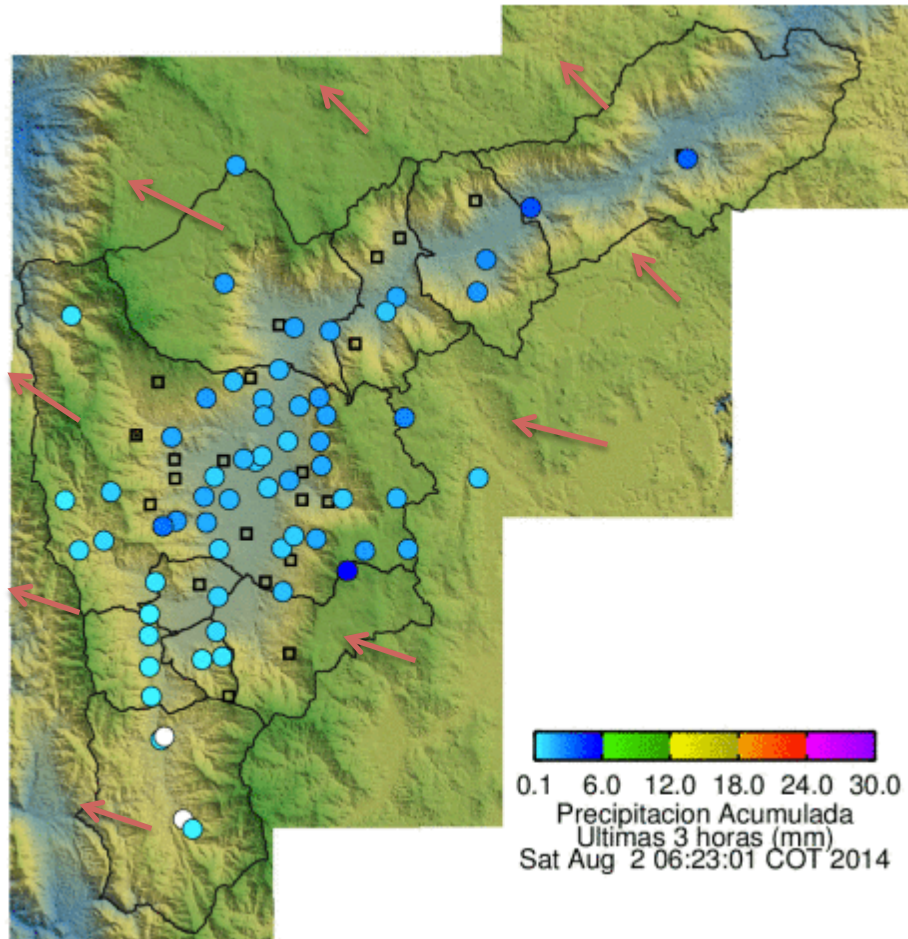 0.1 6.0 12.0 18.0 24.0 30.0
Precipitacion Acumulada
Ultimas 3 horas (mm)
Sat Aug 2 06:23:01 COT 2014